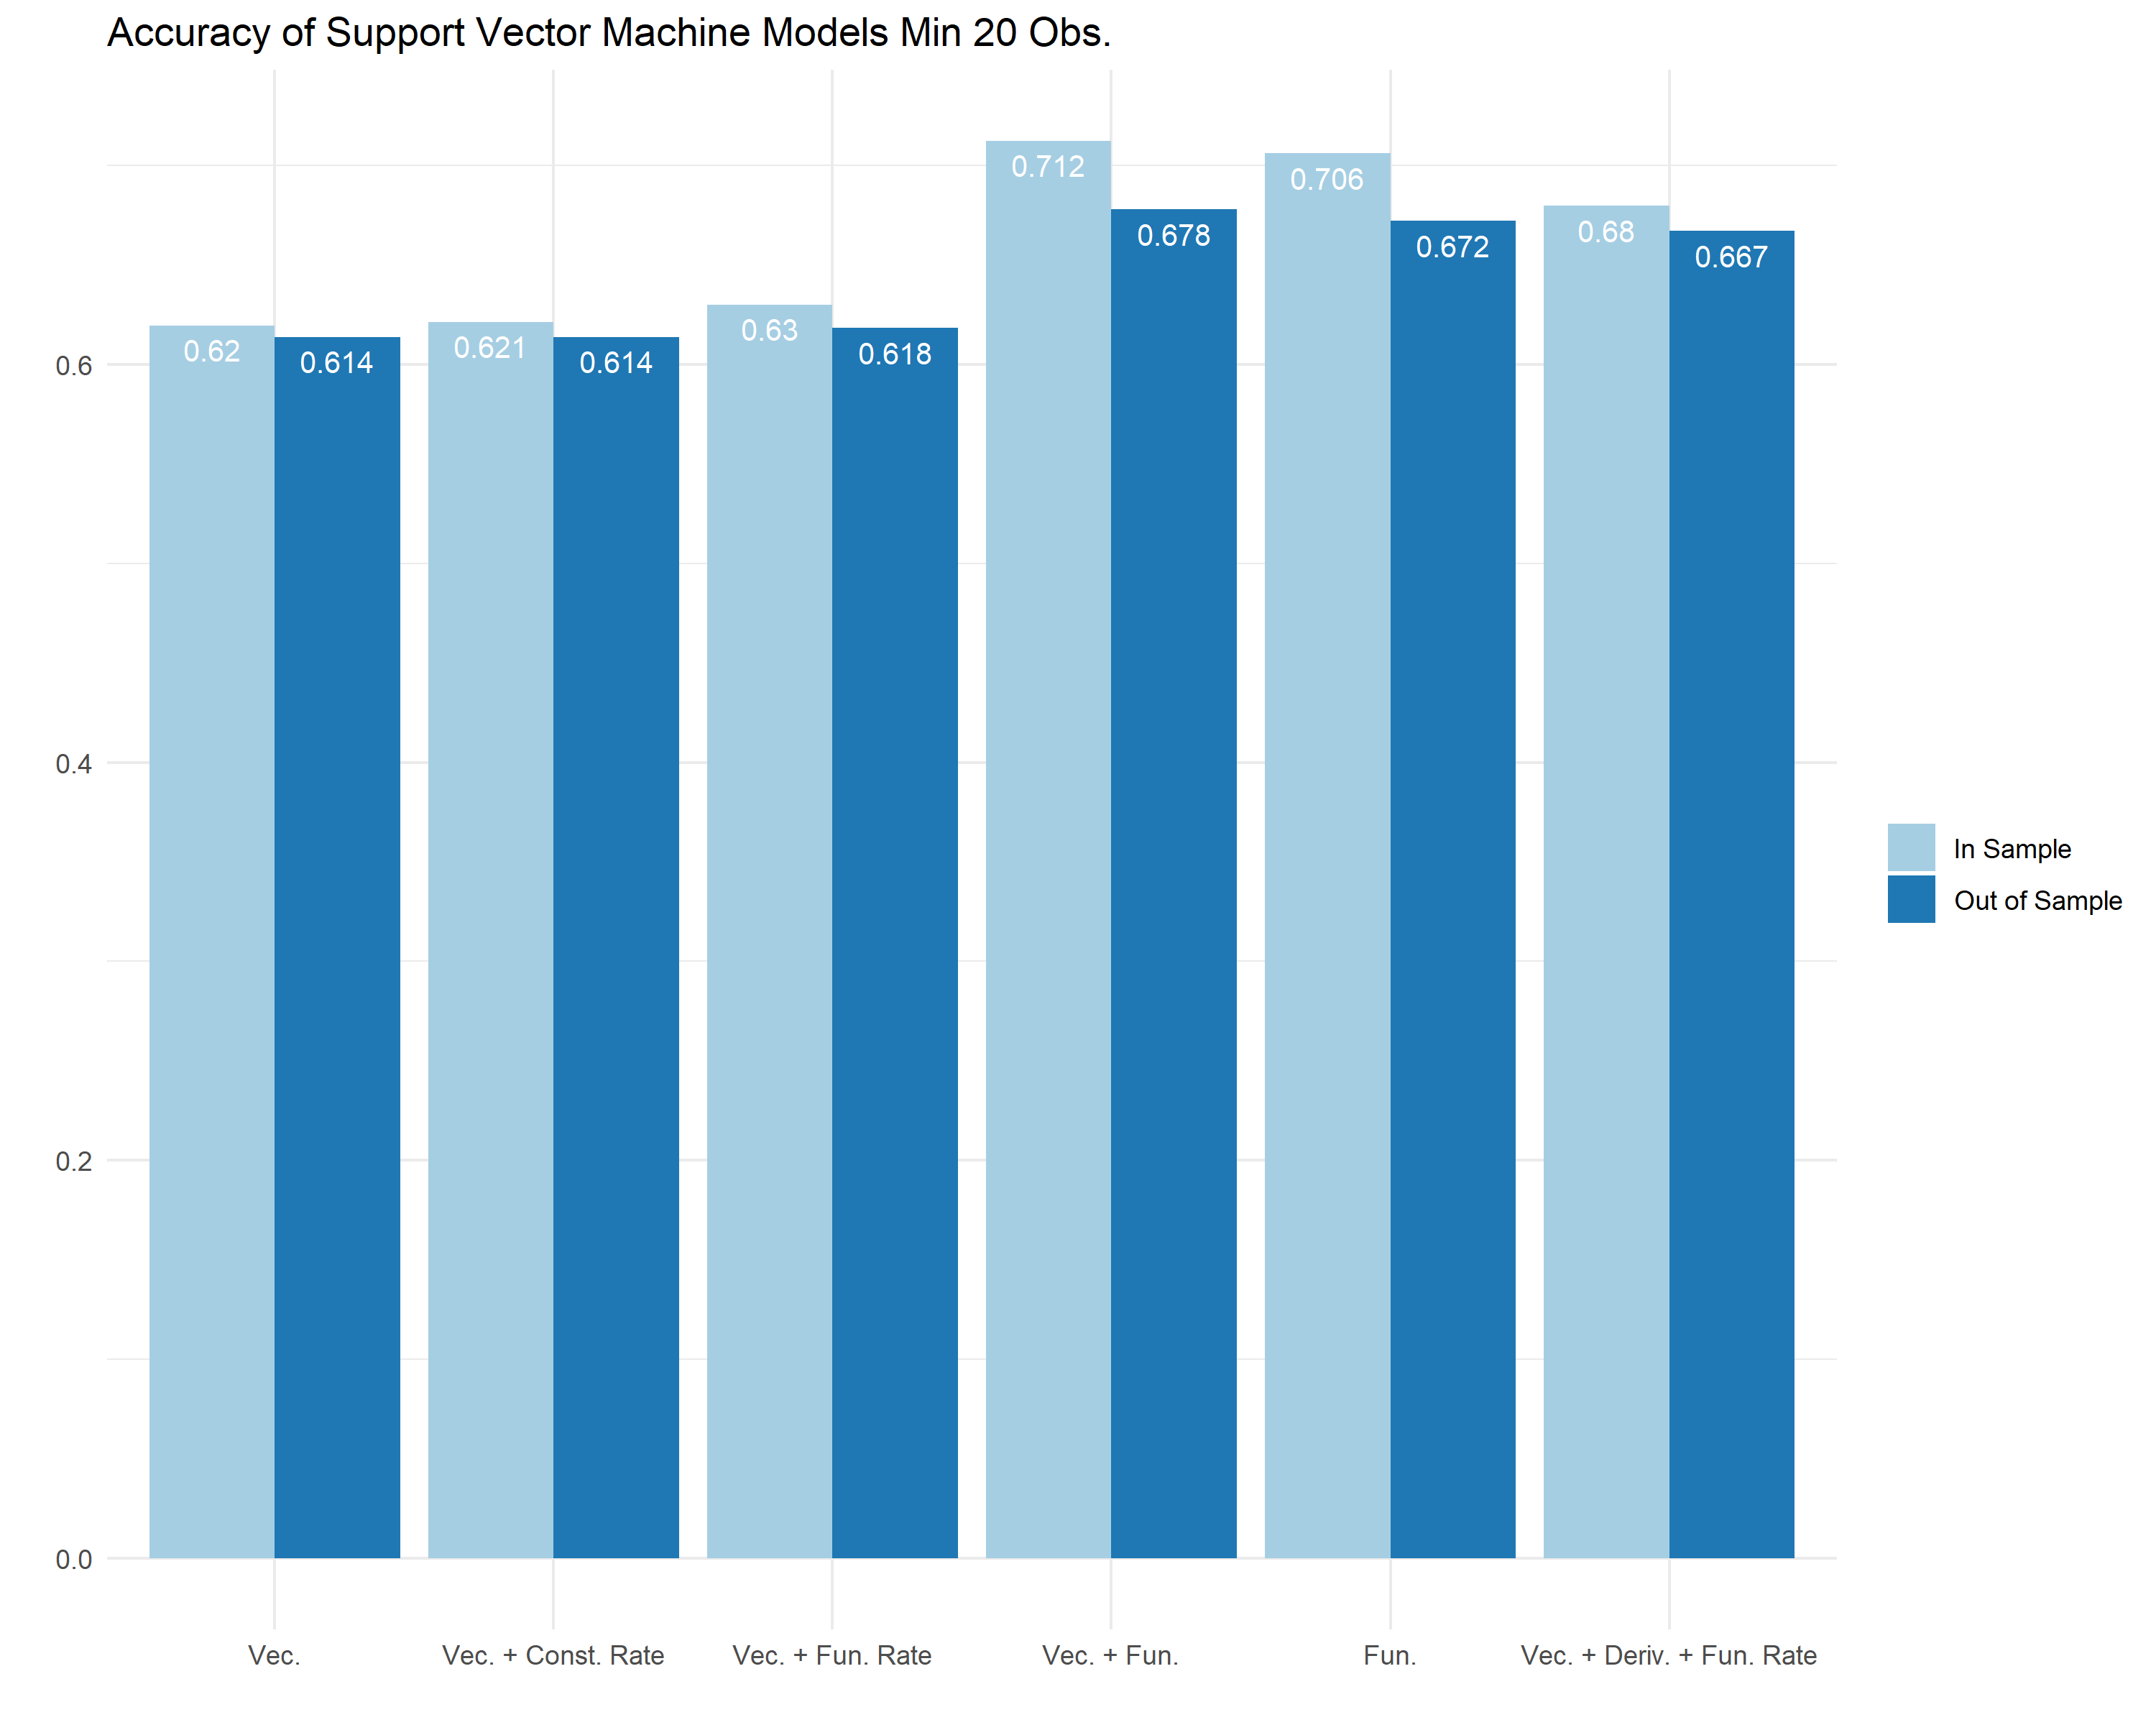 Accuracy of Support Vector Machine Models Min 20 Obs.
0.712
0.706
0.678
0.672
0.68
0.667
0.62
0.614
0.621
0.614
0.63
0.618
0.6
0.4
0.2
0.0
In Sample
Out of Sample
Vec.
Vec. + Const. Rate
Vec. + Fun. Rate
Vec. + Fun.
Fun.
Vec. + Deriv. + Fun. Rate